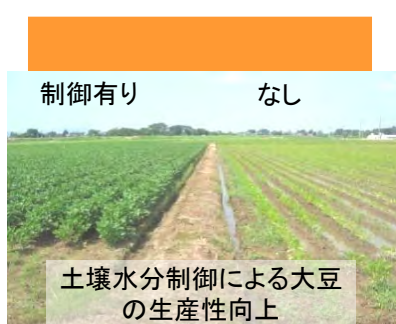 制御有り なし
土壌水分制御による大豆
の生産性向上